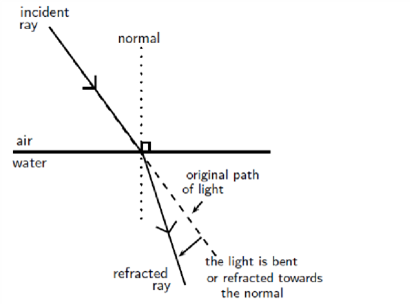 incident
ray
normal
air
water
original path
of light
the light is bent
or refracted towards
the normal
refracted
ray